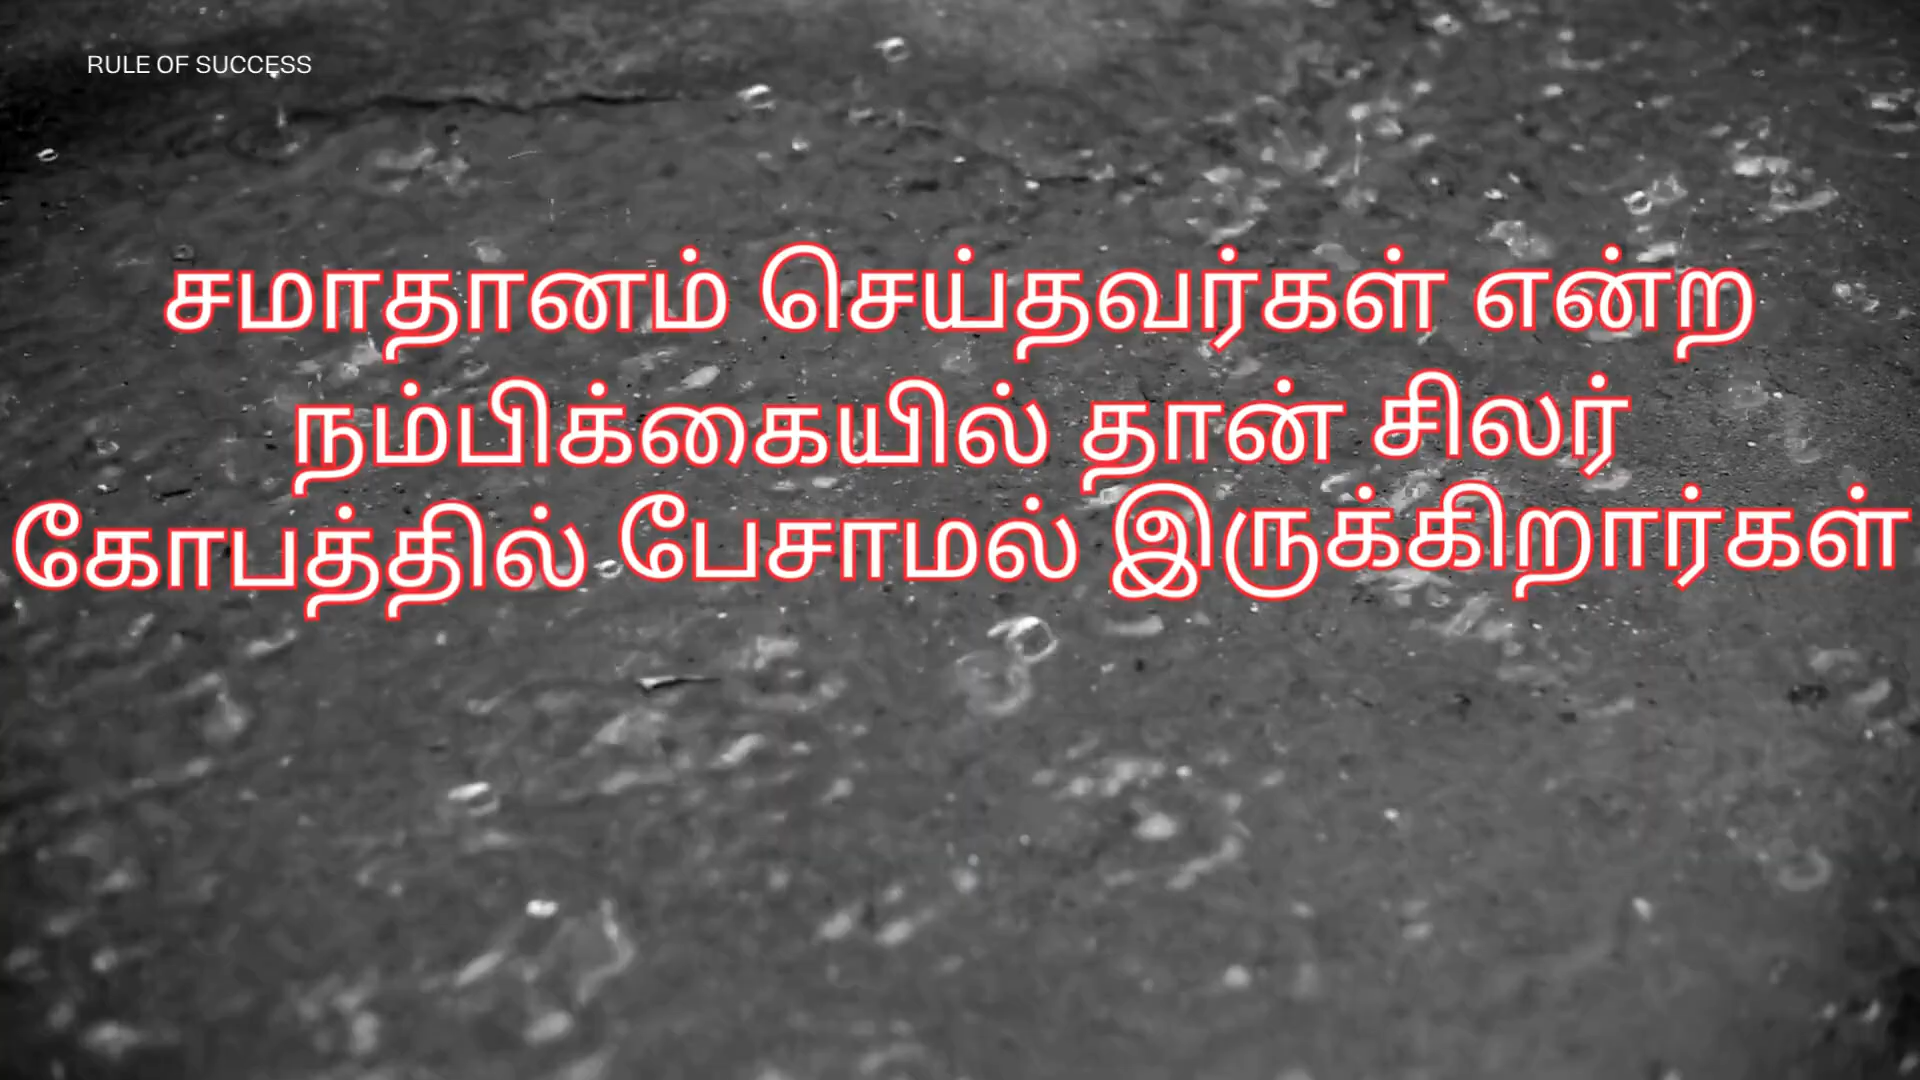 RULE OF SUCCESS
சமாதானம் செய்தவர்கள் என்ற
நம்பிக்கையில் தான் சிலர்
கோபத்தில் பேசாமல் இருக்கிறார்கள்